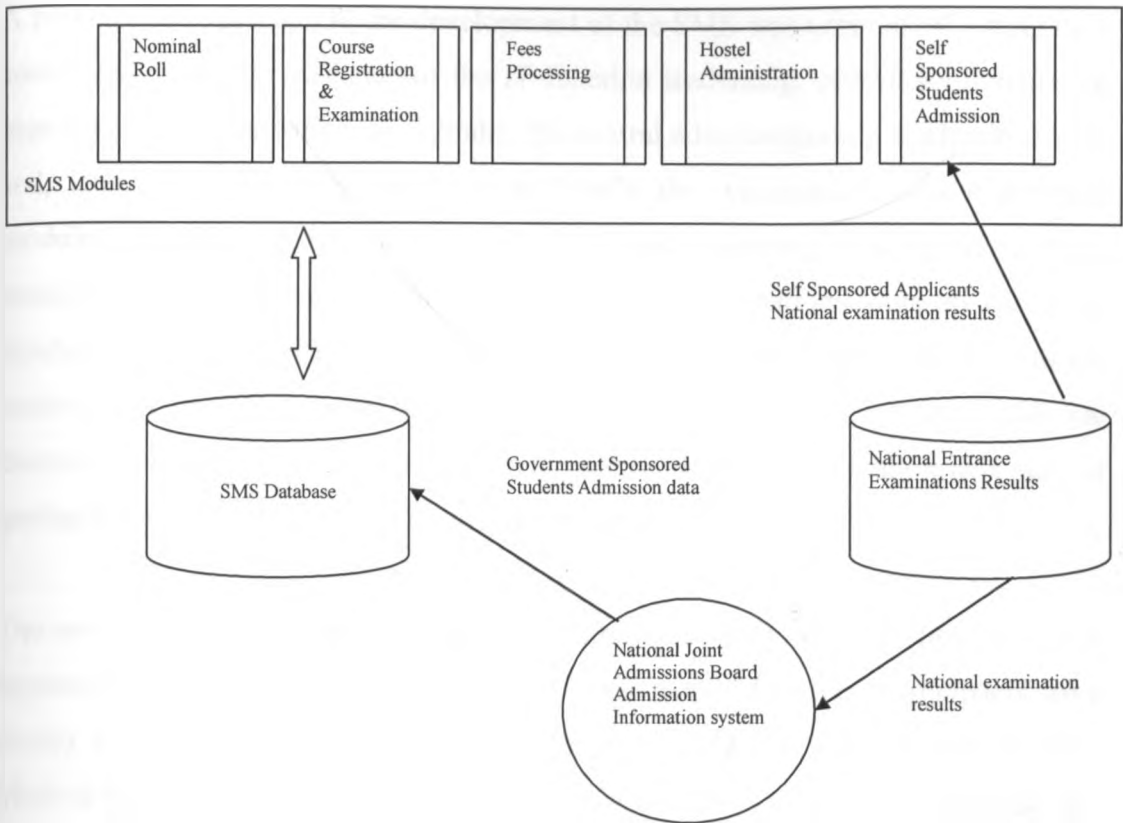 Nominal
Roll
Course
Registration
&
Examination
Fees
Processing
Hostel
Administration
Self
Sponsored
Students
Admission
SMS Modules
Self Sponsored Applicants
National examination results
SMS Database
Government Sponsored
Students Admission data
National Entrance
Examinations Results
National Joint
Admissions Board
Admission
Information system
National examination
results